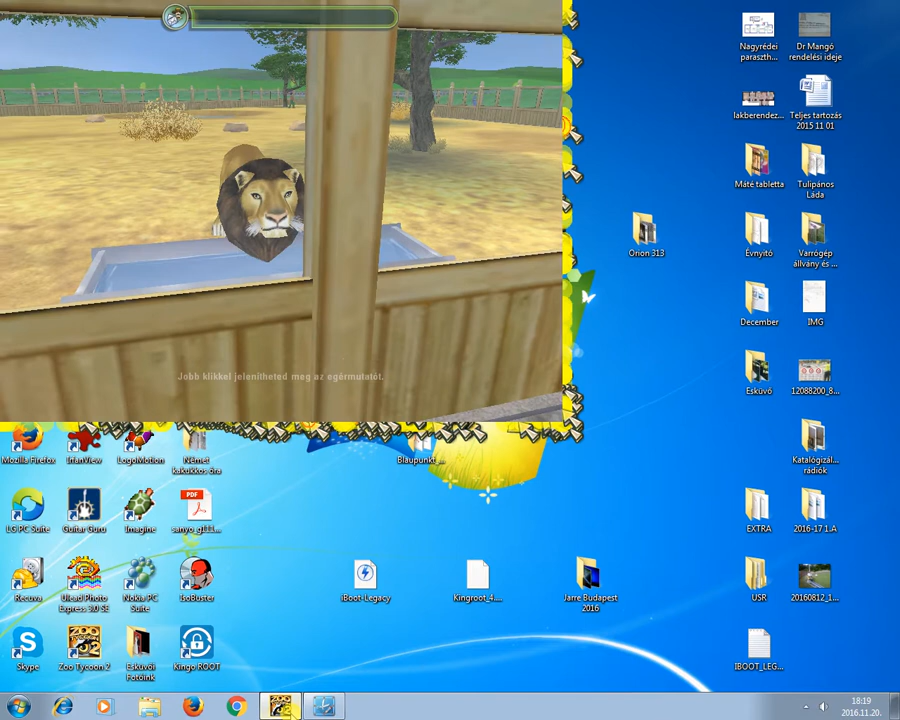 Jobb klikkel jelenítheted meg az egérmutatót.
Nagyrédei
paraszth...
Dr Mangó
rendelési ideje
lakberendez...
Teljes tartozás
2015 11 01
Máté tabletta
Tulipános
Láda
Orion 313
Évnyitó
Varrógép
állvány és ...
December
IMG
Esküvő
12088200_8...
Mozilla Firefox
IrfanView
LogoMotion
Német
kakukkos óra
Blaupunkt_...
Katalógizál...
rádiók
LG PC Suite
Guitar Guru
Imagine
PDF
sanyo_g111...
EXTRA
2016-17 1.A
Recuva
Ulead Photo
Express 3.0 SE
Nokia PC
Suite
IsoBuster
iBoot-Legacy
Kingroot_4....
Jarre Budapest
2016
USR
20160812_1...
Skype
Zoo Tycoon 2
Esküvői
Fotóink
Kingo ROOT
IBOOT_LEG...
18:19
2016.11.20.